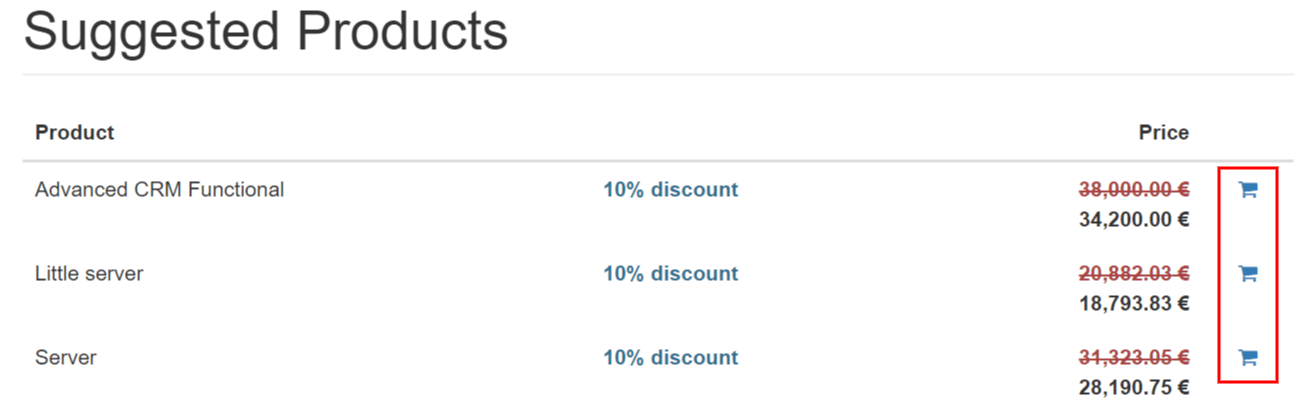 Suggested Products
Product Price
Advanced CRM Functional 10% discount 38,000.00 €
34,200.00 €
Little server 10% discount 20,882.03 €
18,793.83 €
Server 10% discount 31,323.05 €
28,190.75 €